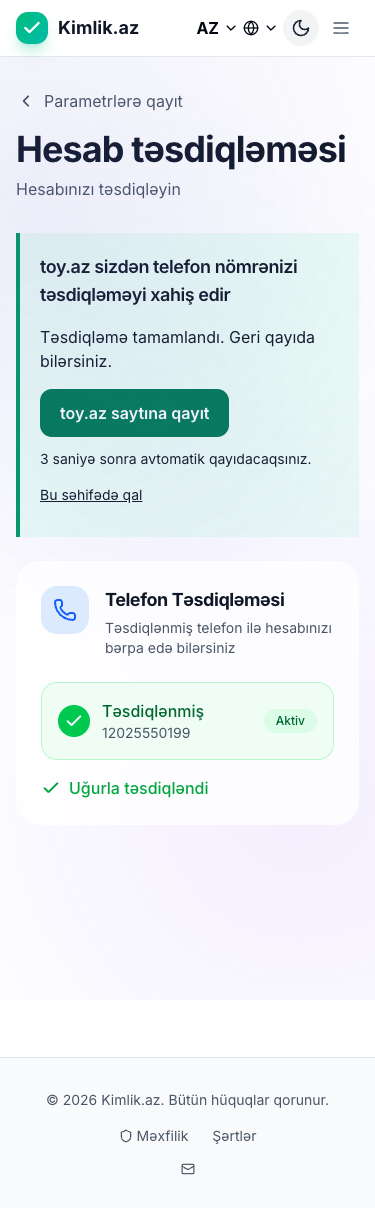 Kimlik.az
AZ
Parametrlərə qayıt
Hesab təsdiqləməsi
Hesabınızı təsdiqləyin
toy.az sizdən telefon nömrənizi
təsdiqləməyi xahiş edir
Təsdiqləmə tamamlandı. Geri qayıda
bilərsiniz.
toy.az saytına qayıt
3 saniyə sonra avtomatik qayıdacaqsınız.
Bu səhifədə qal
Telefon Təsdiqləməsi
Təsdiqlənmiş telefon ilə hesabınızı
bərpa edə bilərsiniz
Təsdiqlənmiş
12025550199
Aktiv
Uğurla təsdiqləndi
© 2026 Kimlik.az. Bütün hüquqlar qorunur.
Məxfilik Şərtlər